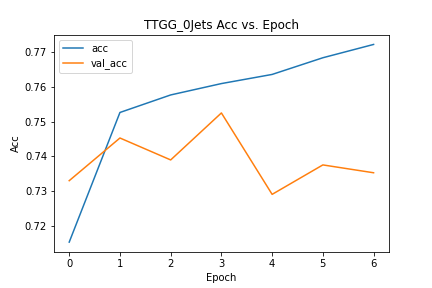 TTGG_0Jets Acc vs. Epoch
acc
val_acc
0.77
0.76
0.75
0.74
0.73
0.72
Acc
0 1 2 3 4 5 6
Epoch